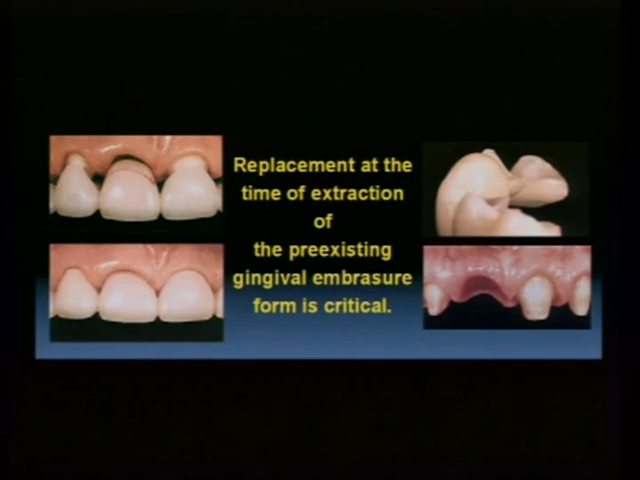 Replacement at the
time of extraction
of
the preexisting
gingival embrasure
form is critical.